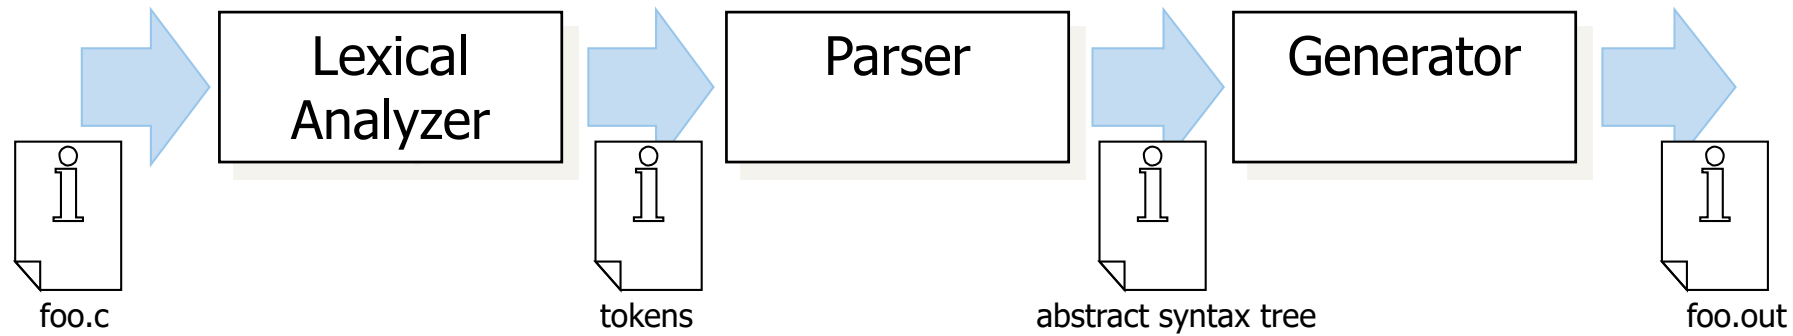 Lexical
Analyzer
Parser
Generator
i
i
i
i
foo.c
tokens
abstract syntax tree
foo.out